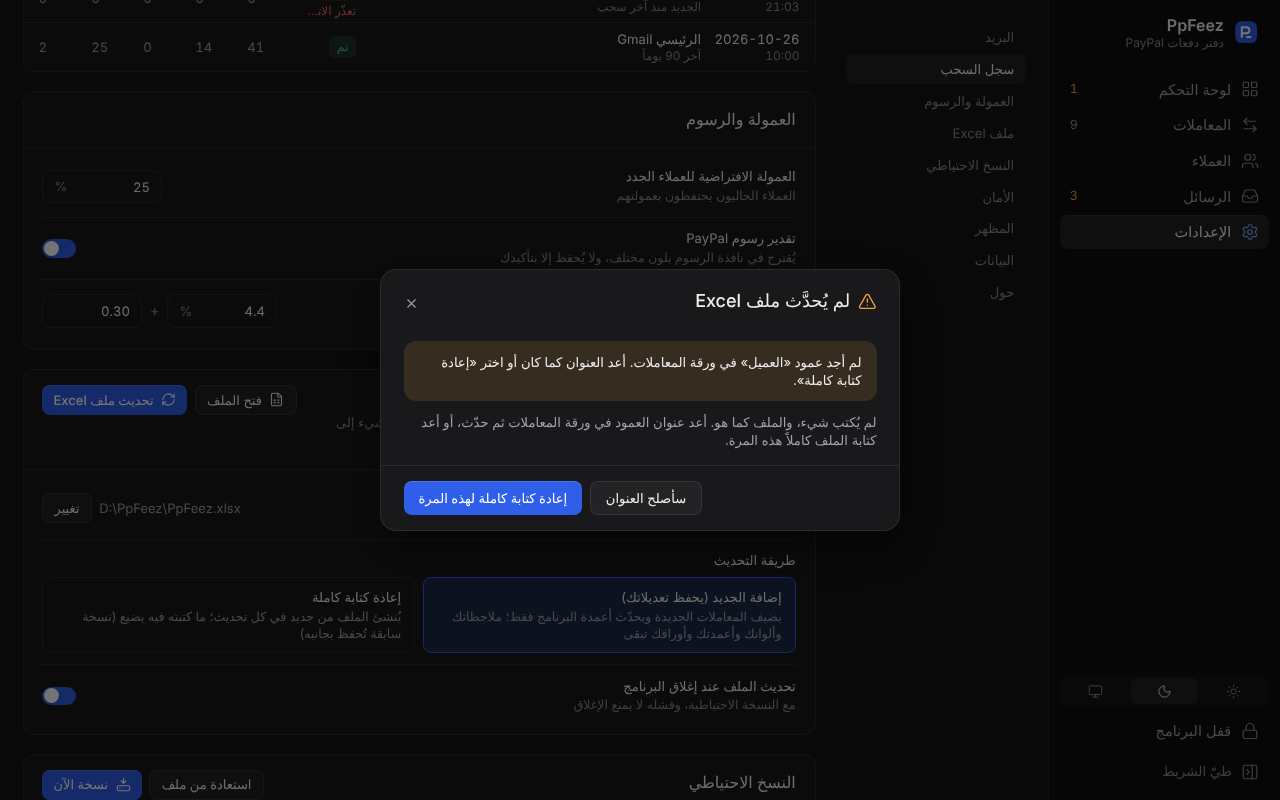 PpFeez
دفتر دفعات PayPal
لوحة التحكم
1
المعاملات
9
العملاء
الرسائل
3
الإعدادات
قفل البرنامج
طيّ الشريط
البريد
سجل السحب
العمولة والرسوم
ملف Excel
النسخ الاحتياطي
الأمان
المظهر
البيانات
حول
21:03
الجديد منذ آخر سحب
تعذّر الات...
2026-10-26
10:00
الرئيسي Gmail
آخر 90 يوماً
تم
41
14
0
25
2
العمولة والرسوم
العمولة الافتراضية للعملاء الجدد
العملاء الحاليون يحتفظون بعمولتهم
25 %
تقدير رسوم PayPal
يُقترح في نافذة الرسوم بلون مختلف، ولا يُحفظ إلا بتأكيدك
4.4 %
+
0.30
لم يُحدَّث ملف Excel
لم أجد عمود «العميل» في ورقة المعاملات. أعد العنوان كما كان أو اختر «إعادة
كتابة كاملة».
لم يُكتب شيء، والملف كما هو. أعد عنوان العمود في ورقة المعاملات ثم حدّث، أو أعد
كتابة الملف كاملاً هذه المرة.
سأصلح العنوان
إعادة كتابة كاملة لهذه المرة
فتح الملف
تحديث ملف Excel
شيء إلى
D:\PpFeez\PpFeez.xlsx
تغيير
طريقة التحديث
إضافة الجديد (يحفظ تعديلاتك)
يضيف المعاملات الجديدة ويحدّث أعمدة البرنامج فقط؛ ملاحظاتك
وألوانك وأعمدتك وأوراقك تبقى
إعادة كتابة كاملة
يُنشئ الملف من جديد في كل تحديث؛ ما كتبته فيه يضيع (نسخة
سابقة تُحفظ بجانبه)
تحديث الملف عند إغلاق البرنامج
مع النسخة الاحتياطية، وفشله لا يمنع الإغلاق
النسخ الاحتياطي
استعادة من ملف
نسخة الآن